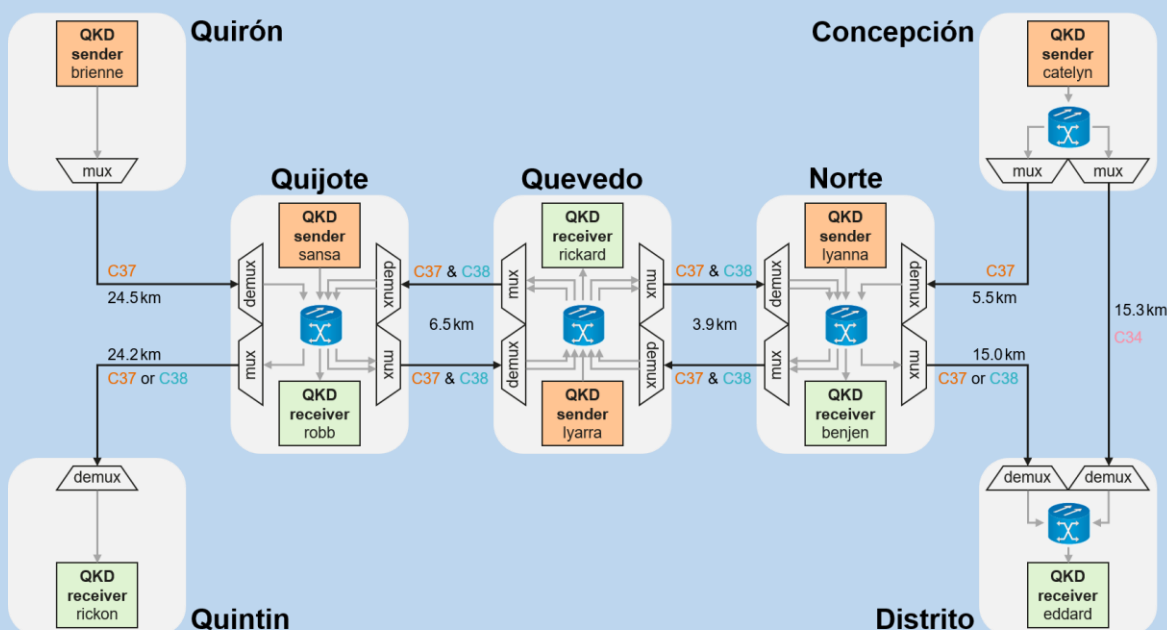 Quirón
QKD
sender
brienne
mux
Concepción
QKD
sender
catelyn
mux
mux
Quijote
QKD
sender
sansa
demux
demux
mux
mux
QKD
receiver
robb
Quevedo
QKD
receiver
rickard
mux
mux
demux
demux
QKD
sender
lyarra
Norte
QKD
sender
lyanna
demux
demux
mux
mux
QKD
receiver
benjen
C37
24.5 km
24.2 km
C37 or C38
C37 & C38
6.5 km
C37 & C38
C37 & C38
3.9 km
C37 & C38
C37
5.5 km
15.3 km
C34
15.0 km
C37 or C38
demux
QKD
receiver
rickon
Quintin
demux
demux
QKD
receiver
eddard
Distrito